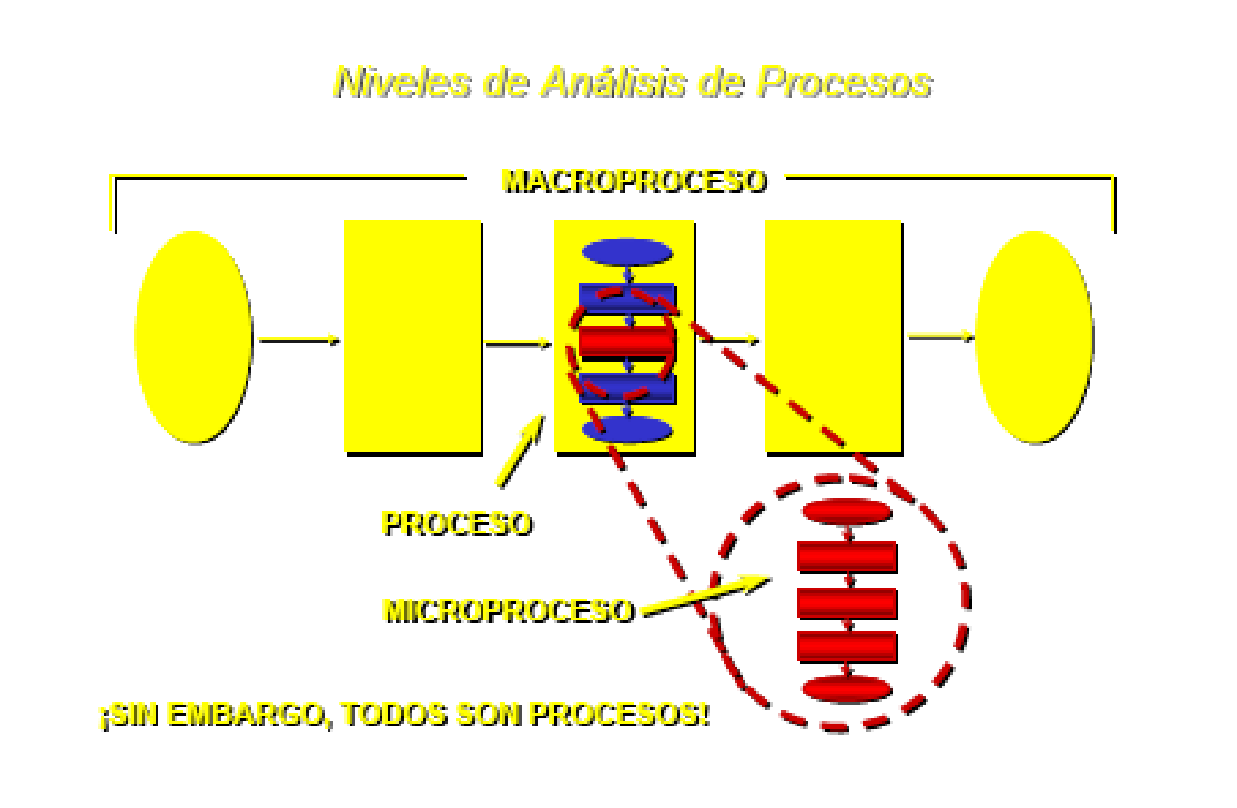 Niveles de Análisis de Procesos
MACROPROCESO
PROCESO
MICROPROCESO
¡SIN EMBARGO, TODOS SON PROCESOS!